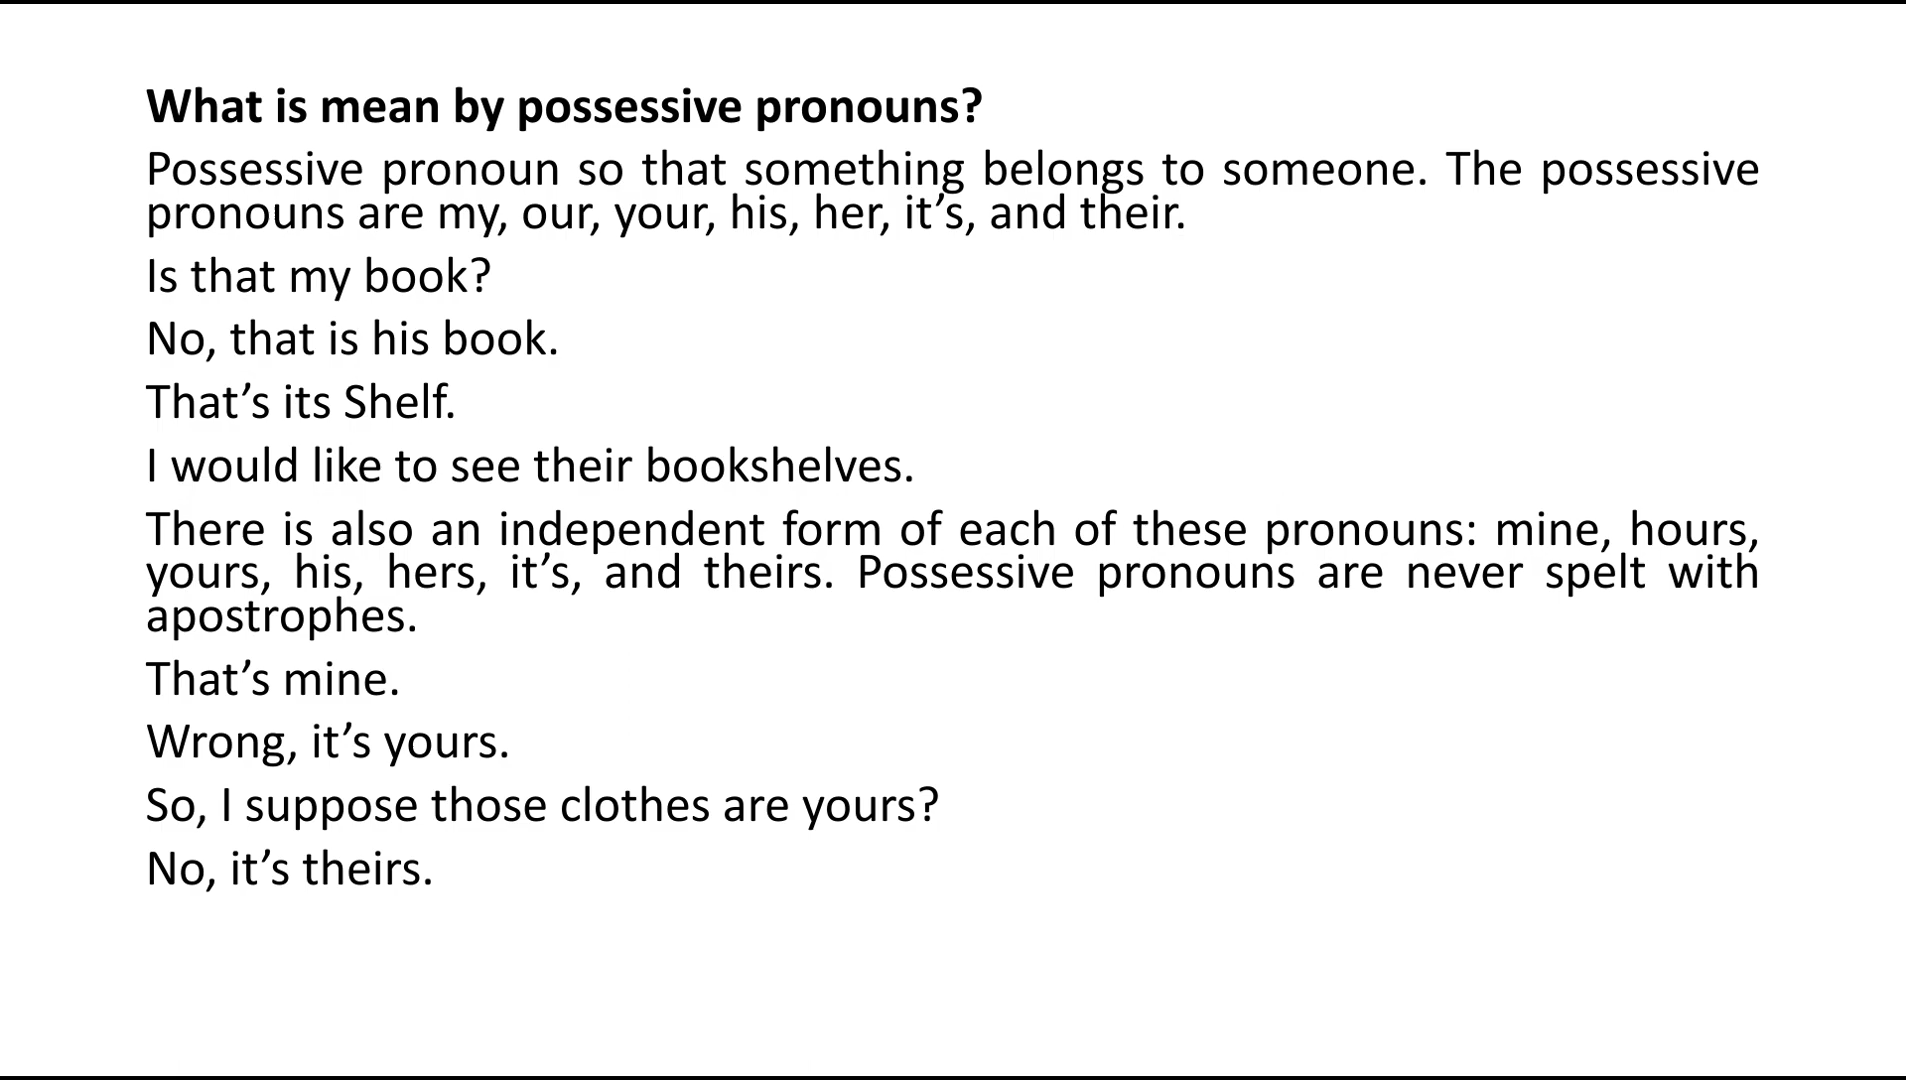 What is mean by possessive pronouns?
Possessive pronoun so that something belongs to someone. The possessive
pronouns are my, our, your, his, her, it’s, and their.
Is that my book?
No, that is his book.
That’s its Shelf.
I would like to see their bookshelves.
There is also an independent form of each of these pronouns: mine, hours,
yours, his, hers, it’s, and theirs. Possessive pronouns are never spelt with
apostrophes.
That’s mine.
Wrong, it’s yours.
So, I suppose those clothes are yours?
No, it’s theirs.